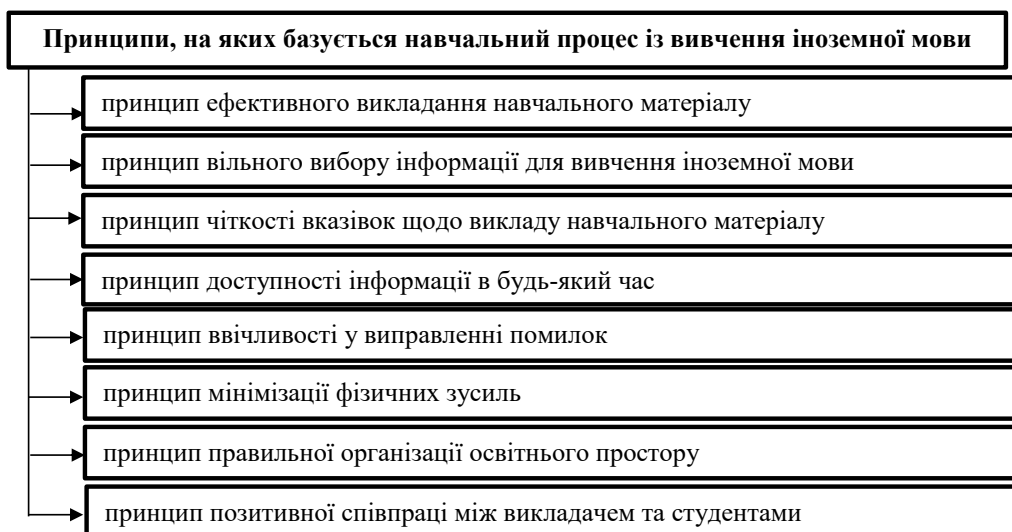 Принципи, на яких базується навчальний процес із вивчення іноземної мови
принцип ефективного викладання навчального матеріалу
принцип вільного вибору інформації для вивчення іноземної мови
принцип чіткості вказівок щодо викладу навчального матеріалу
принцип доступності інформації в будь-який час
принцип ввічливості у виправленні помилок
принцип мінімізації фізичних зусиль
принцип правильної організації освітнього простору
принцип позитивної співпраці між викладачем та студентами